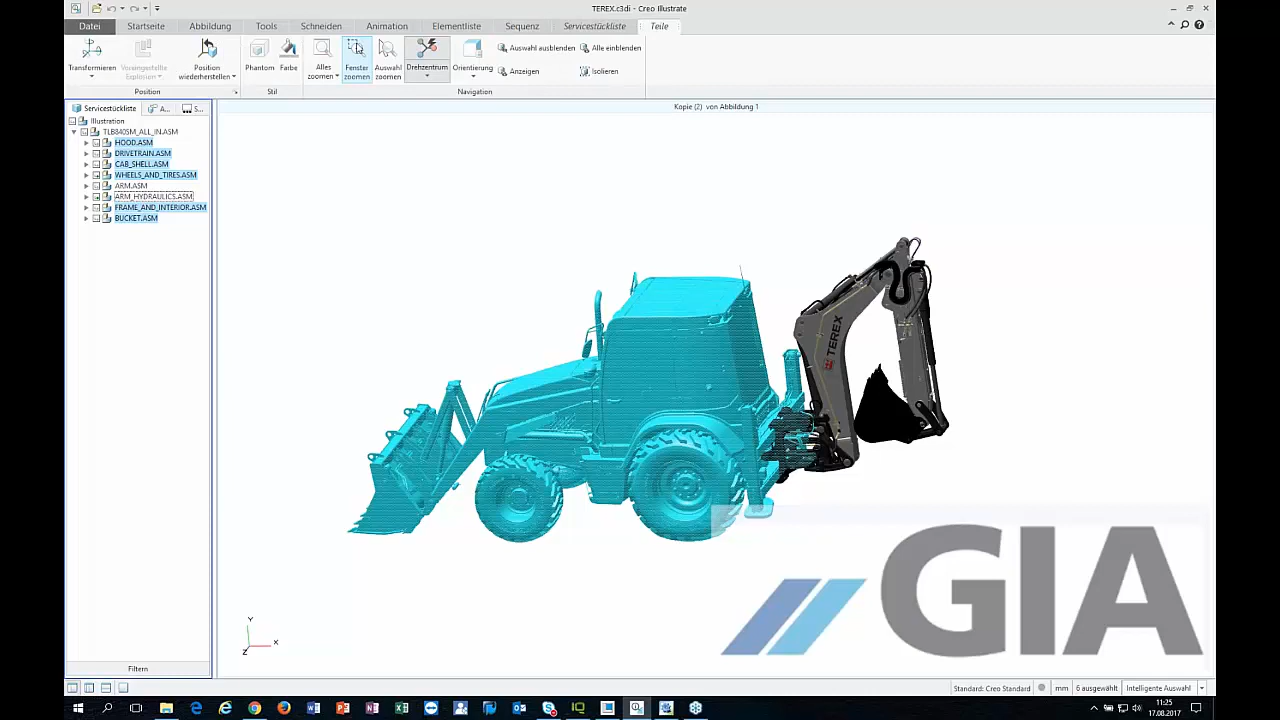 TEREX.c3di - Creo Illustrate
Datei Startseite Abbildung Tools Schneiden Animation Elementliste Sequenz Servicestückliste Teile
Transformieren Voreingestellte Explosion Position wiederherstellen Phantom Farbe Alles zoomen Fenster zoomen Auswahl zoomen Drehzentrum Orientierung Auswahl ausblenden Alle einblenden
Anzeigen Isolieren
Position Stil Navigation
Servicestückliste A... S...
Kopie (2) von Abbildung 1
Illustration
TLB840SM_ALL_IN.ASM
HOOD.ASM
DRIVETRAIN.ASM
CAB_SHELL.ASM
WHEELS_AND_TIRES.ASM
ARM.ASM
ARM_HYDRAULICS.ASM
FRAME_AND_INTERIOR.ASM
BUCKET.ASM
TEREX
GIA
Y
X
Z
Filtern
Standard: Creo Standard mm 6 ausgewählt Intelligente Auswahl
11:25
17.08.2017